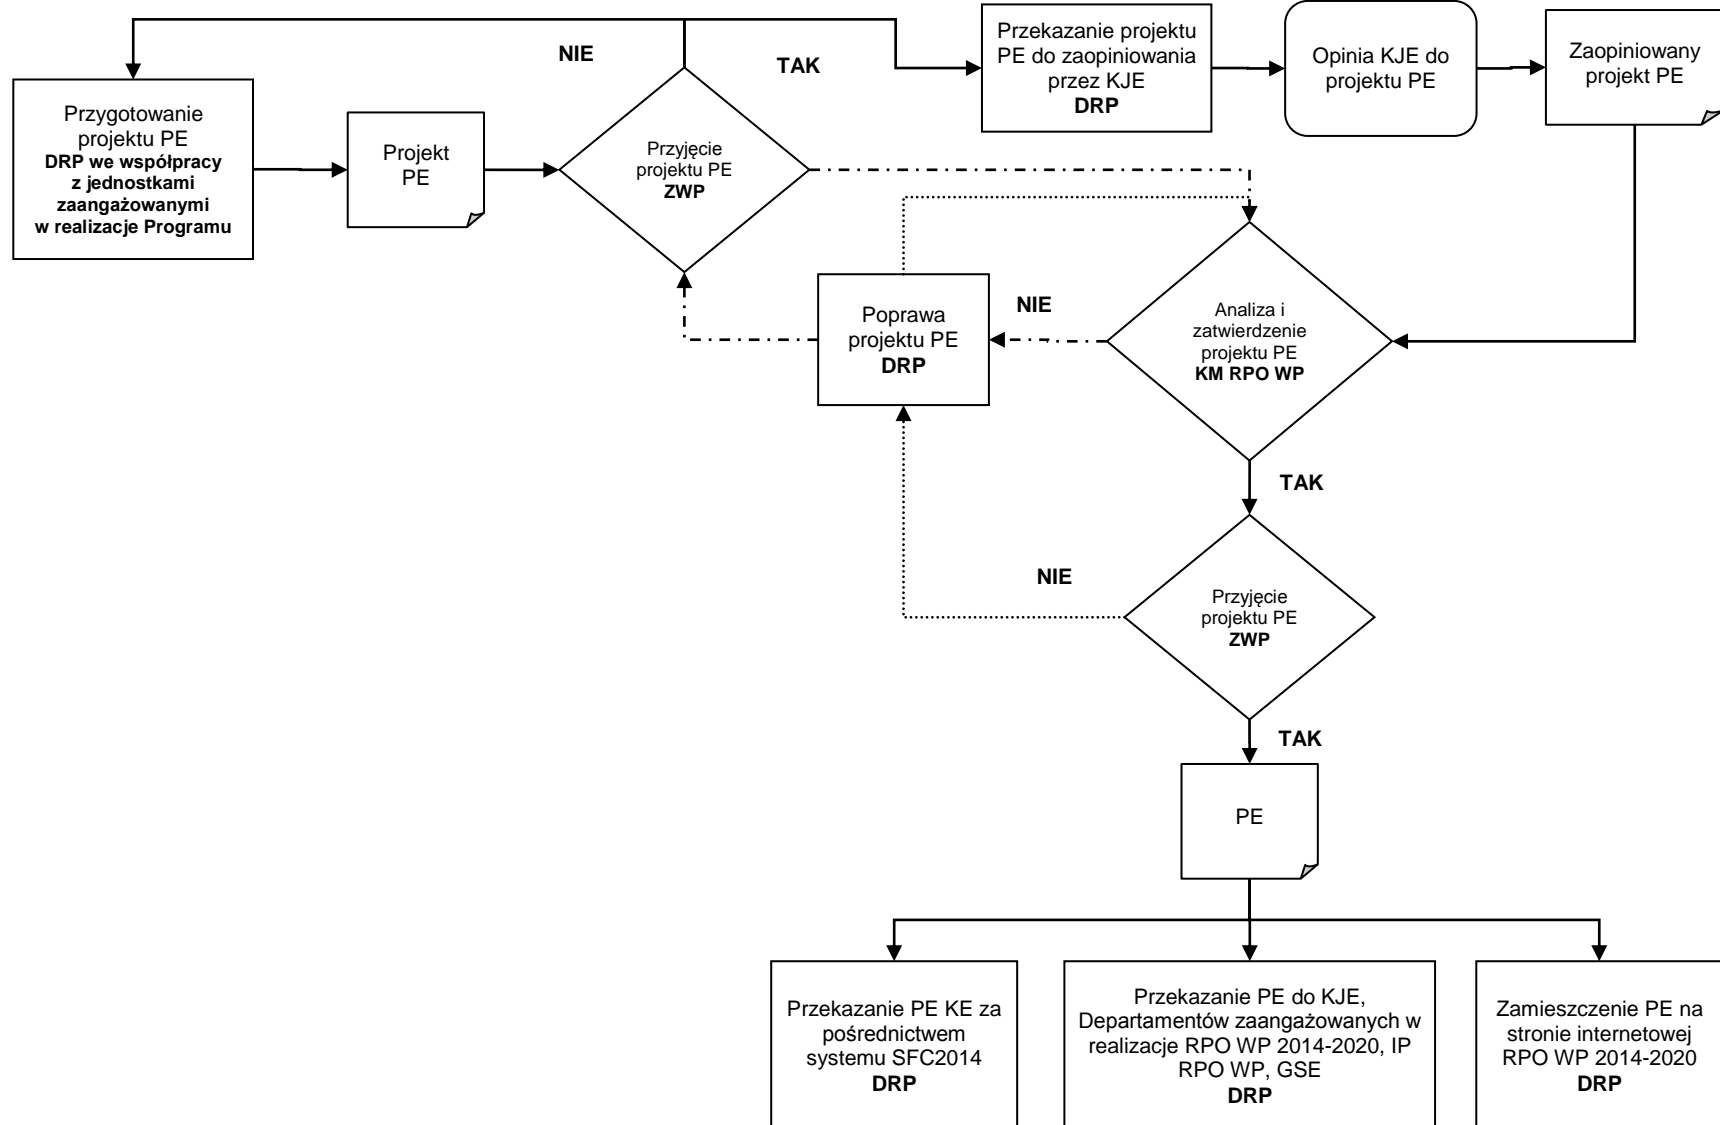 NIE
TAK
Przekazanie projektu
PE do zaopiniowania
przez KJE
DRP
Opinia KJE do
projektu PE
Zaopiniowany
projekt PE
Przygotowanie
projektu PE
DRP we współpracy
z jednostkami
zaangażowanymi
w realizacje Programu
Projekt
PE
Przyjęcie
projektu PE
ZWP
Poprawa
projektu PE
DRP
NIE
Analiza i
zatwierdzenie
projektu PE
KM RPO WP
TAK
NIE
Przyjęcie
projektu PE
ZWP
TAK
PE
Przekazanie PE KE za
pośrednictwem
systemu SFC2014
DRP
Przekazanie PE do KJE,
Departamentów zaangażowanych w
realizacje RPO WP 2014-2020, IP
RPO WP, GSE
DRP
Zamieszczenie PE na
stronie internetowej
RPO WP 2014-2020
DRP